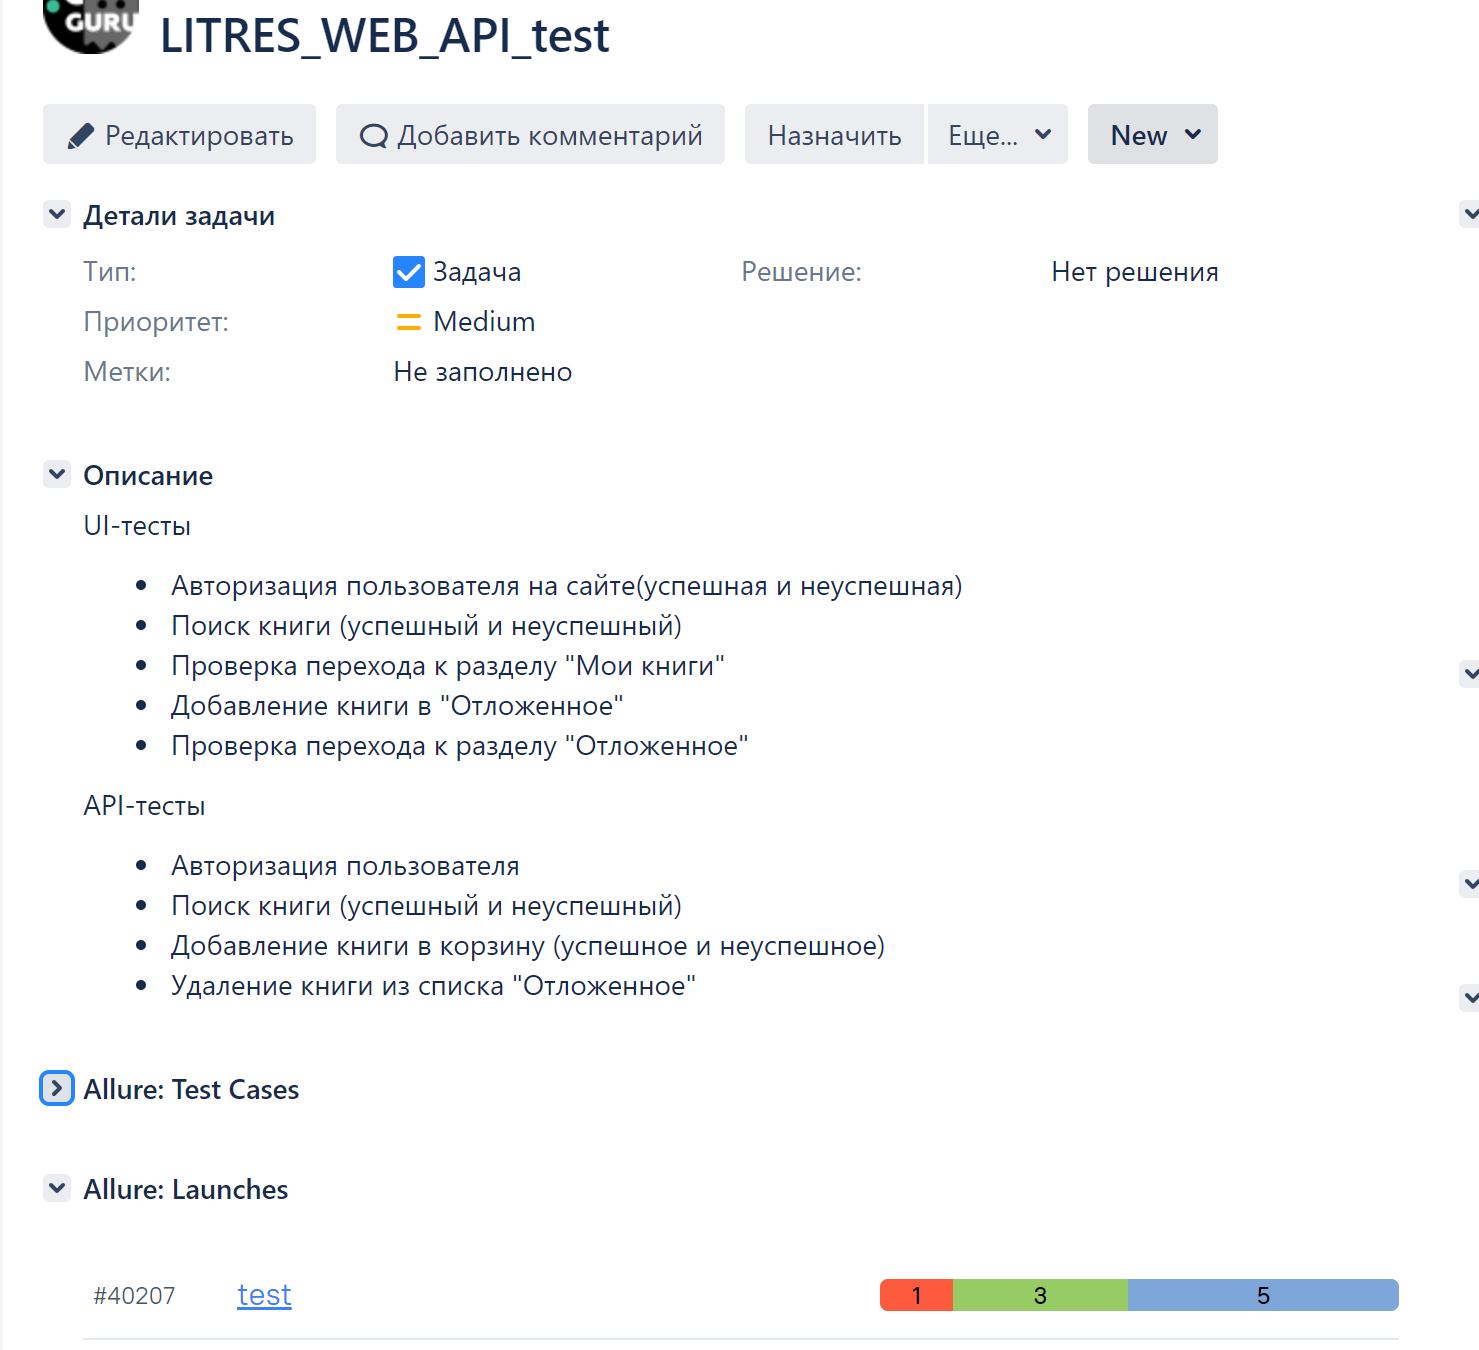 GURU
LITRES_WEB_API_test
Редактировать Добавить комментарий Назначить Еще... New
Детали задачи
Тип: Задача Решение: Нет решения
Приоритет: Medium
Метки: Не заполнено
Описание
UI-тесты
Авторизация пользователя на сайте(успешная и неуспешная)
Поиск книги (успешный и неуспешный)
Проверка перехода к разделу "Мои книги"
Добавление книги в "Отложенное"
Проверка перехода к разделу "Отложенное"
API-тесты
Авторизация пользователя
Поиск книги (успешный и неуспешный)
Добавление книги в корзину (успешное и неуспешное)
Удаление книги из списка "Отложенное"
Allure: Test Cases
Allure: Launches
#40207 test 1 3 5